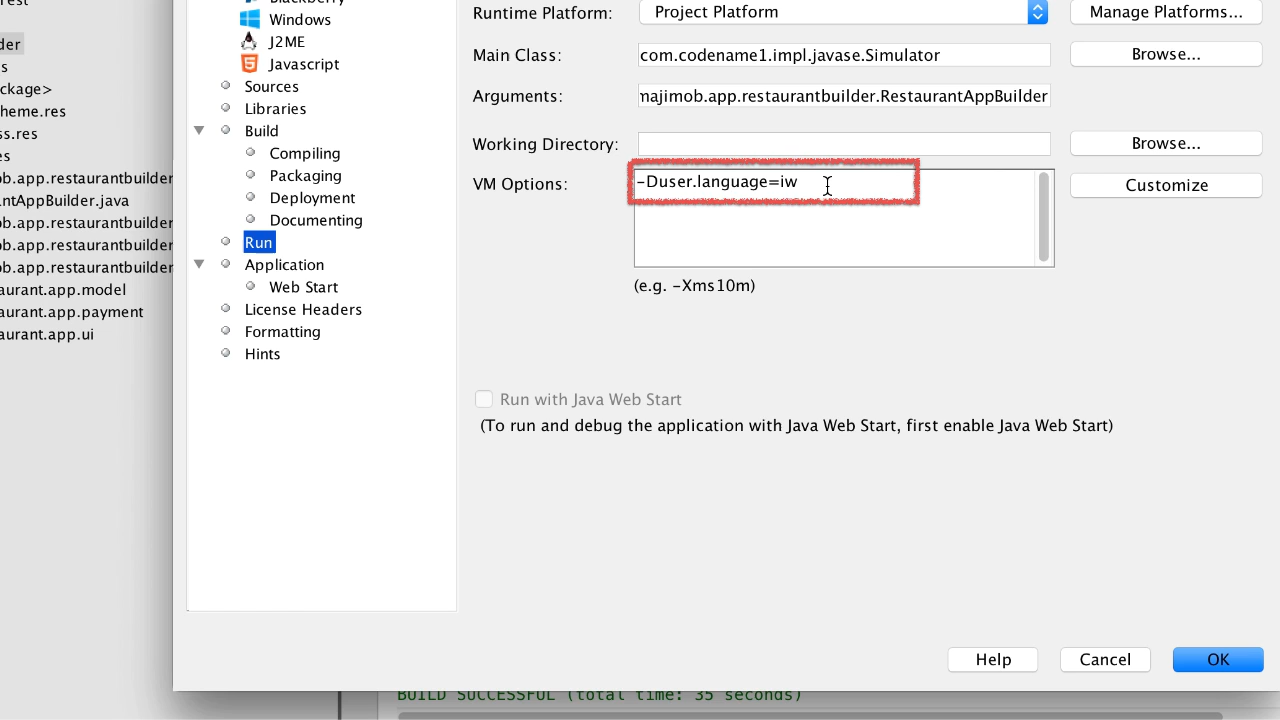 der
s
ckage>
heme.res
ss.res
es
ob.app.restaurantbuilder
antAppBuilder.java
ob.app.restaurantbuilder
ob.app.restaurantbuilder
ob.app.restaurantbuilder
aurant.app.model
aurant.app.payment
aurant.app.ui
Windows
J2ME
Javascript
Sources
Libraries
Build
Compiling
Packaging
Deployment
Documenting
Run
Application
Web Start
License Headers
Formatting
Hints
Runtime Platform: Project Platform Manage Platforms...
Main Class: com.codename1.impl.javase.Simulator Browse...
Arguments: majimob.app.restaurantbuilder.RestaurantAppBuilder
Working Directory: Browse...
VM Options: -Duser.language=iw Customize
(e.g. -Xms10m)
Run with Java Web Start
(To run and debug the application with Java Web Start, first enable Java Web Start)
Help Cancel OK
BUILD SUCCESSFUL (total time: 35 seconds)